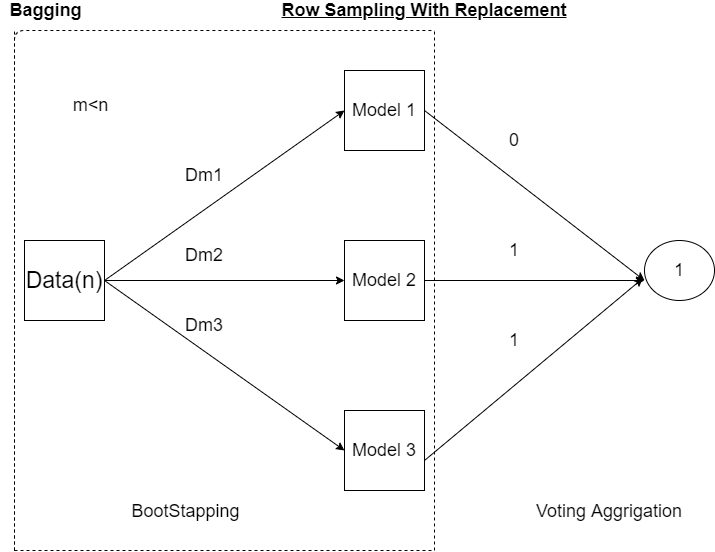 Bagging
Row Sampling With Replacement
m<n
Model 1
0
Dm1
Dm2
1
Data(n)
Model 2
1
Dm3
1
Model 3
BootStapping
Voting Aggrigation